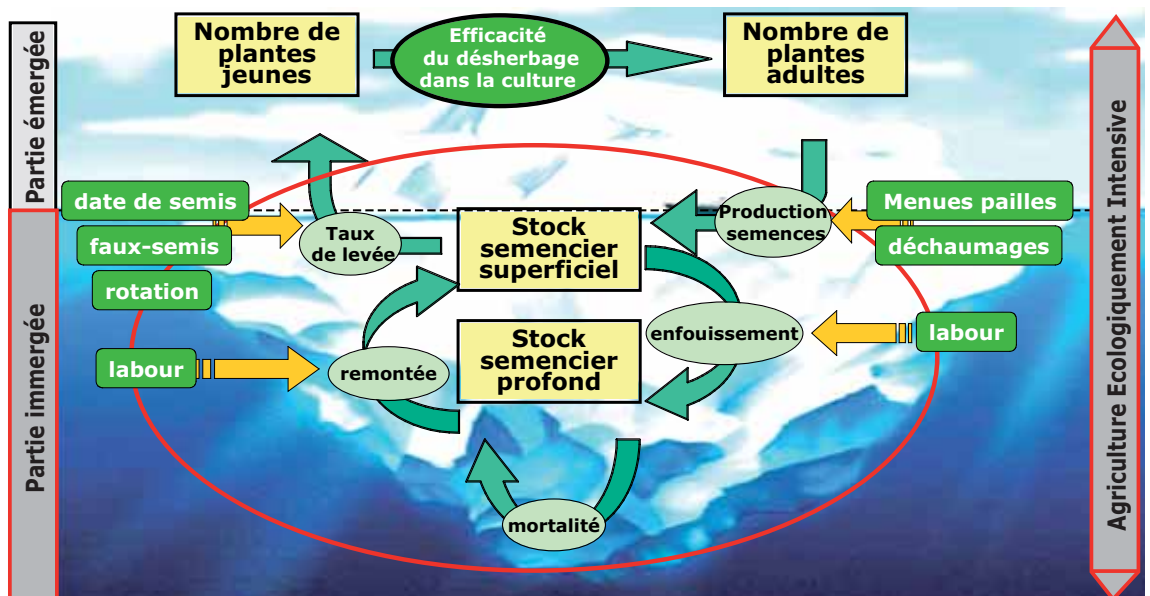 Partie émergée
Nombre de
plantes
jeunes
Efficacité
du désherbage
dans la culture
Nombre de
plantes
adultes
Agriculture Ecologiquement Intensive
Partie immergée
date de semis
faux-semis
rotation
labour
Taux
de levée
remontée
Stock
semencier
superficiel
Stock
semencier
profond
mortalité
Production
semences
enfouissement
Menues pailles
déchaumages
labour